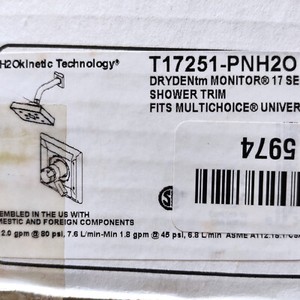 H2Okinetic Technology®
T17251-PNH2O
DRYDENtm MONITOR® 17 SE
SHOWER TRIM
FITS MULTICHOICE® UNIVER
5974
EMBLED IN THE US WITH
MESTIC AND FOREIGN COMPONENTS
2.0 gpm @ 80 psi, 7.6 L/min-Min 1.8 gpm @ 45 psi, 6.8 L/min ASME A112.18.1